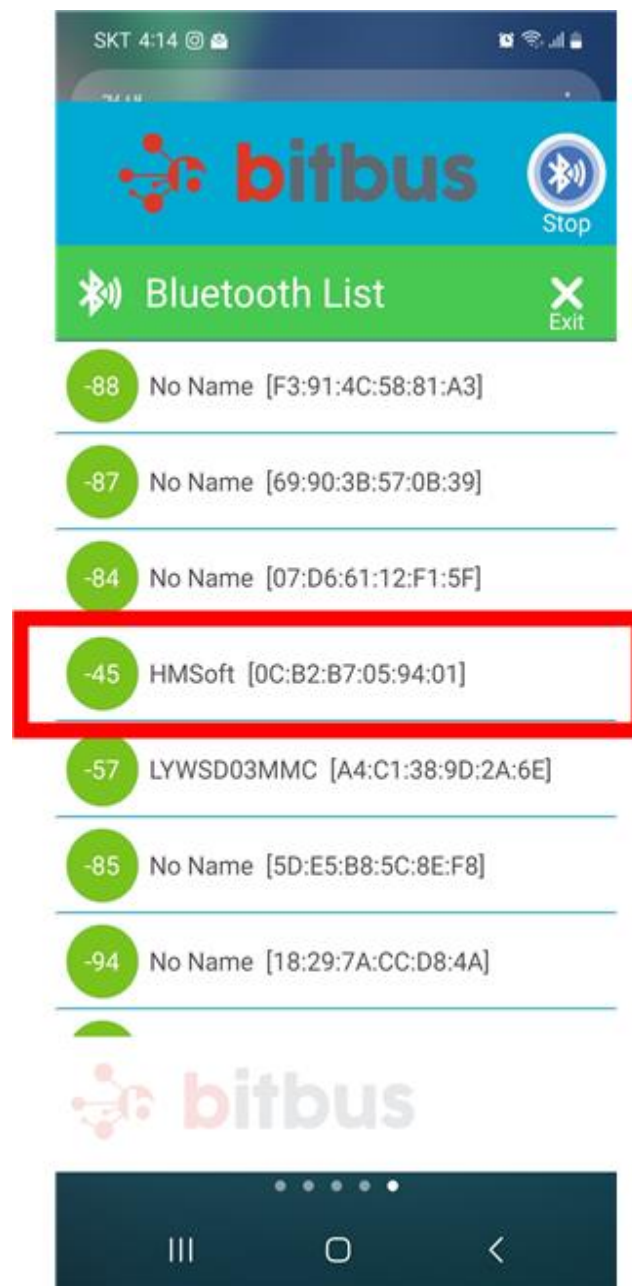 SKT 4:14
bitbus
Stop
Bluetooth List
Exit
-88 No Name [F3:91:4C:58:81:A3]
-87 No Name [69:90:3B:57:0B:39]
-84 No Name [07:D6:61:12:F1:5F]
-45 HMSoft [0C:B2:B7:05:94:01]
-57 LYWSD03MMC [A4:C1:38:9D:2A:6E]
-85 No Name [5D:E5:B8:5C:8E:F8]
-94 No Name [18:29:7A:CC:D8:4A]
bitbus